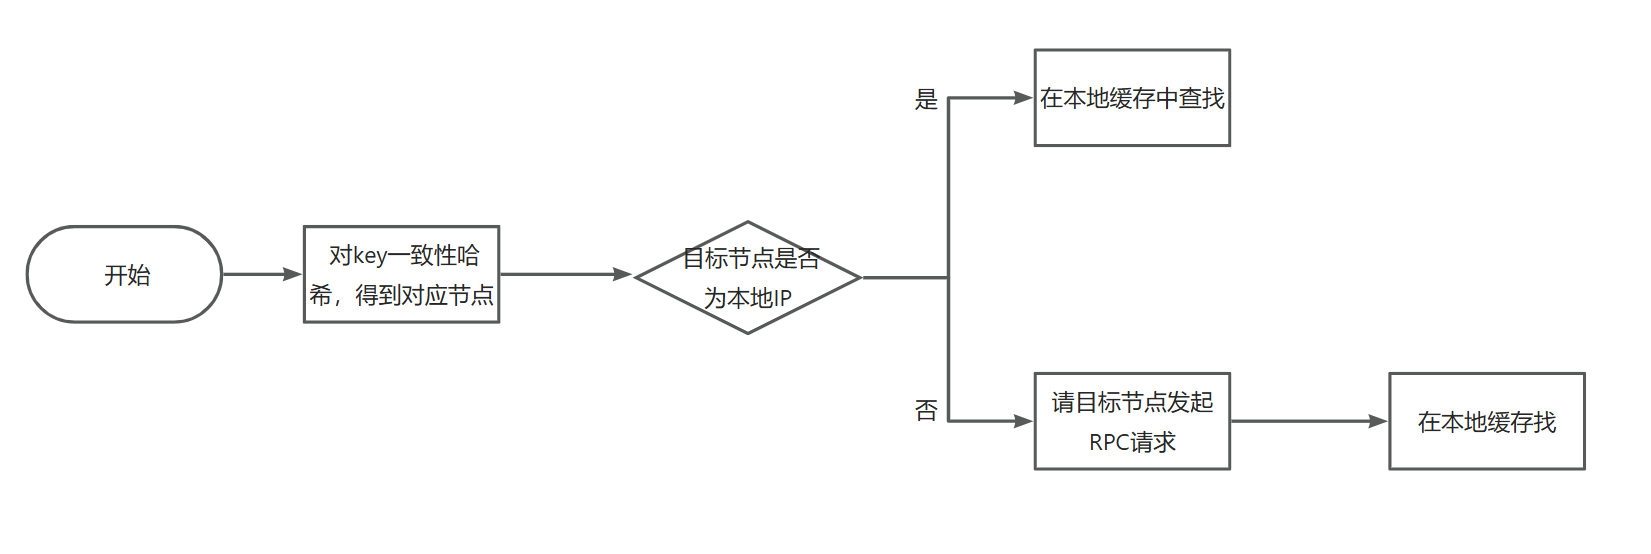 开始
对key一致性哈
希，得到对应节点
目标节点是否
为本地IP
是
在本地缓存中查找
否
请目标节点发起
RPC请求
在本地缓存找